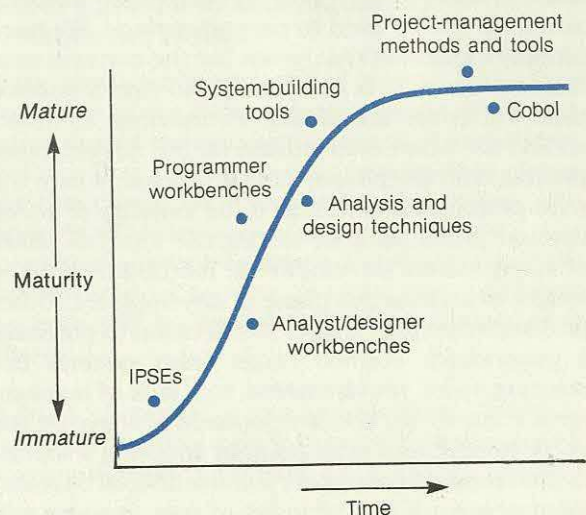 Project-management
methods and tools
Mature
System-building
tools
Cobol
Programmer
workbenches
Analysis and
design techniques
Maturity
Analyst/designer
workbenches
IPSEs
Immature
Time